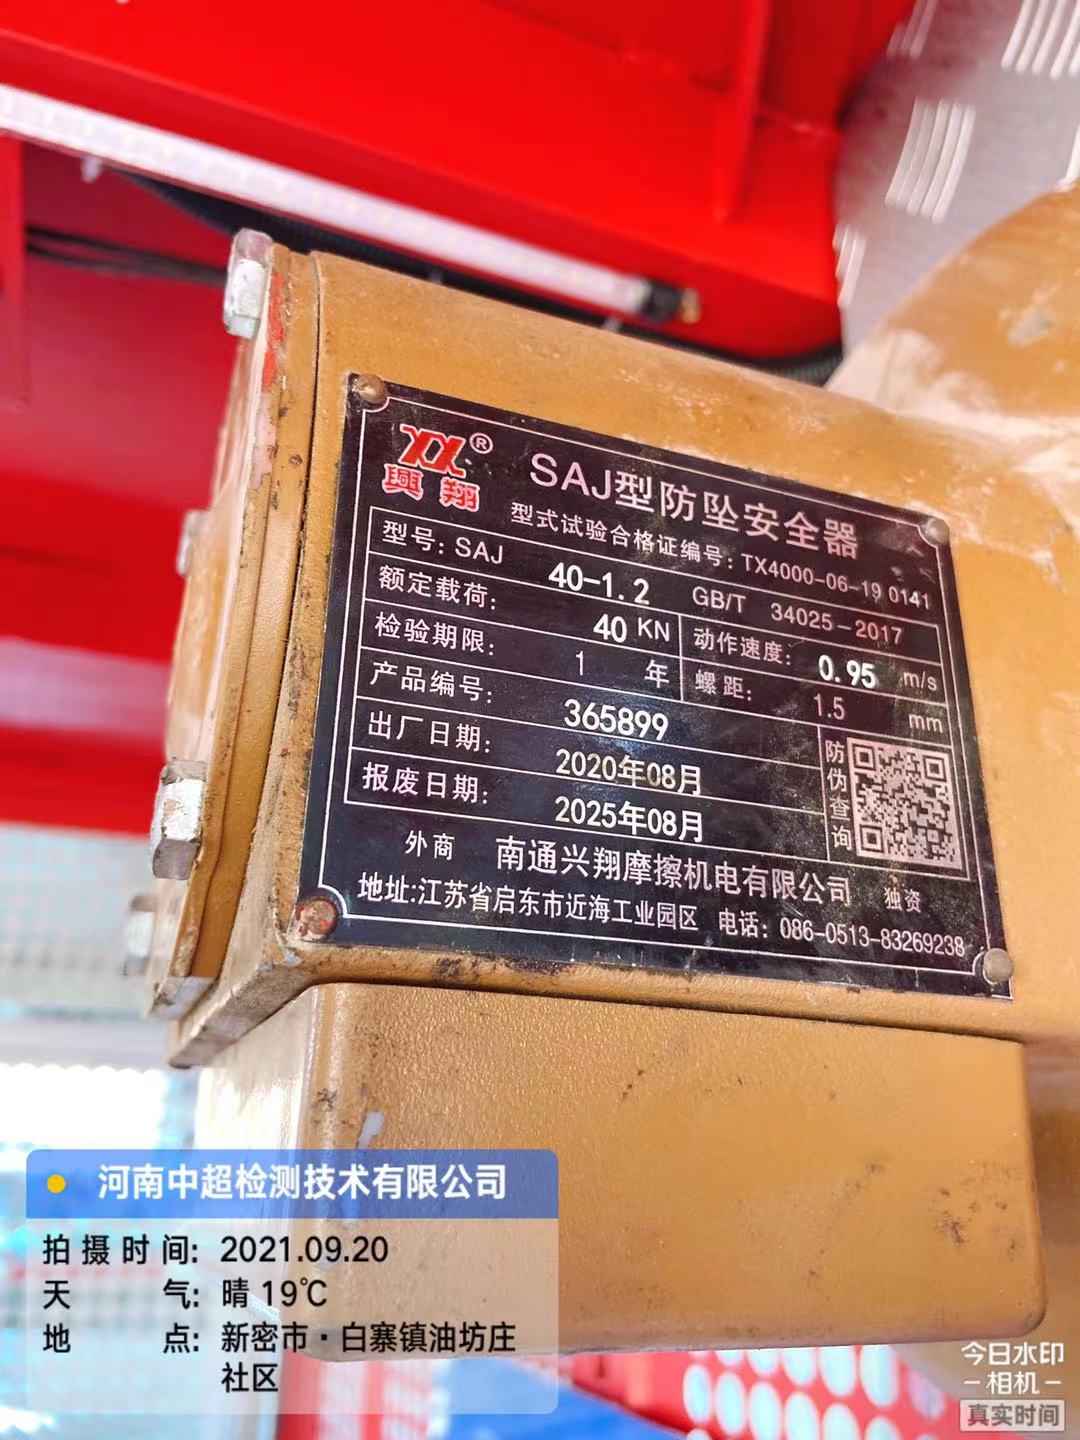 興翔®
SAJ型防坠安全器
型式试验合格证编号: TX4000-06-19 0141
型号: SAJ 40-1.2 GB/T 34025-2017
额定载荷: 40 KN 动作速度: 0.95 m/s
检验期限: 1 年 螺距: 1.5 mm
产品编号: 365899
出厂日期: 2020年08月
报废日期: 2025年08月
防伪查询
外商 南通兴翔摩擦机电有限公司 独资
地址:江苏省启东市近海工业园区 电话: 086-0513-83269238
河南中超检测技术有限公司
拍摄时间: 2021.09.20
天气: 晴 19℃
地点: 新密市·白寨镇油坊庄
社区
今日水印
-相机-
真实时间